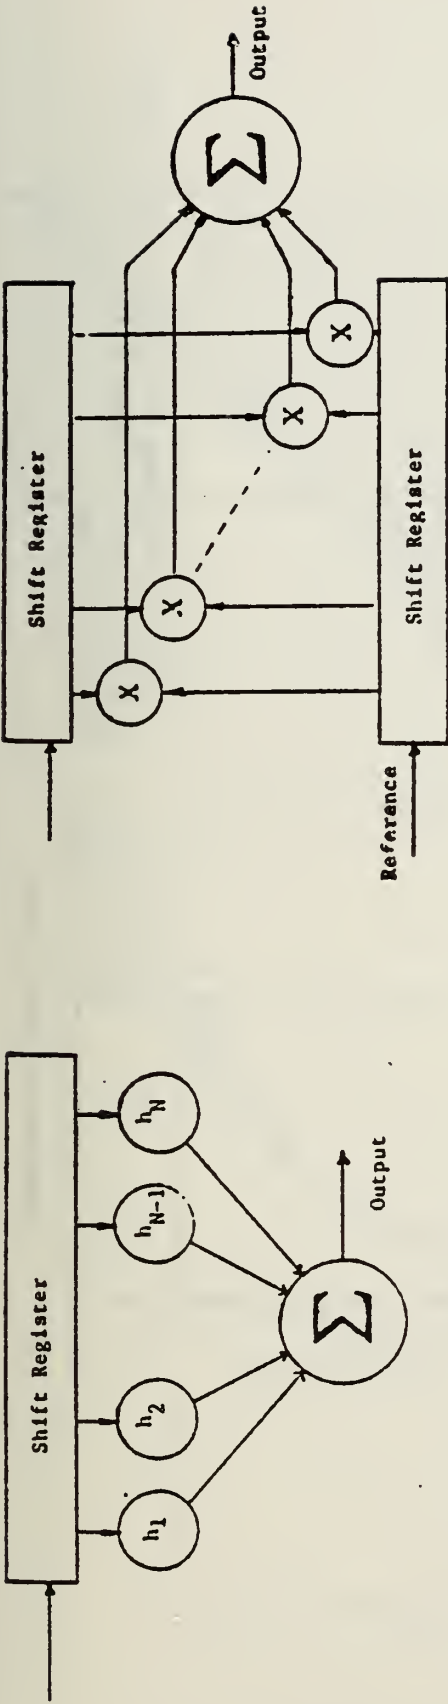 Shift Register
h₁
h₂
hN-1
hN
Σ
Output
Shift Register
X
X
X
X
Σ
Output
Reference
Shift Register